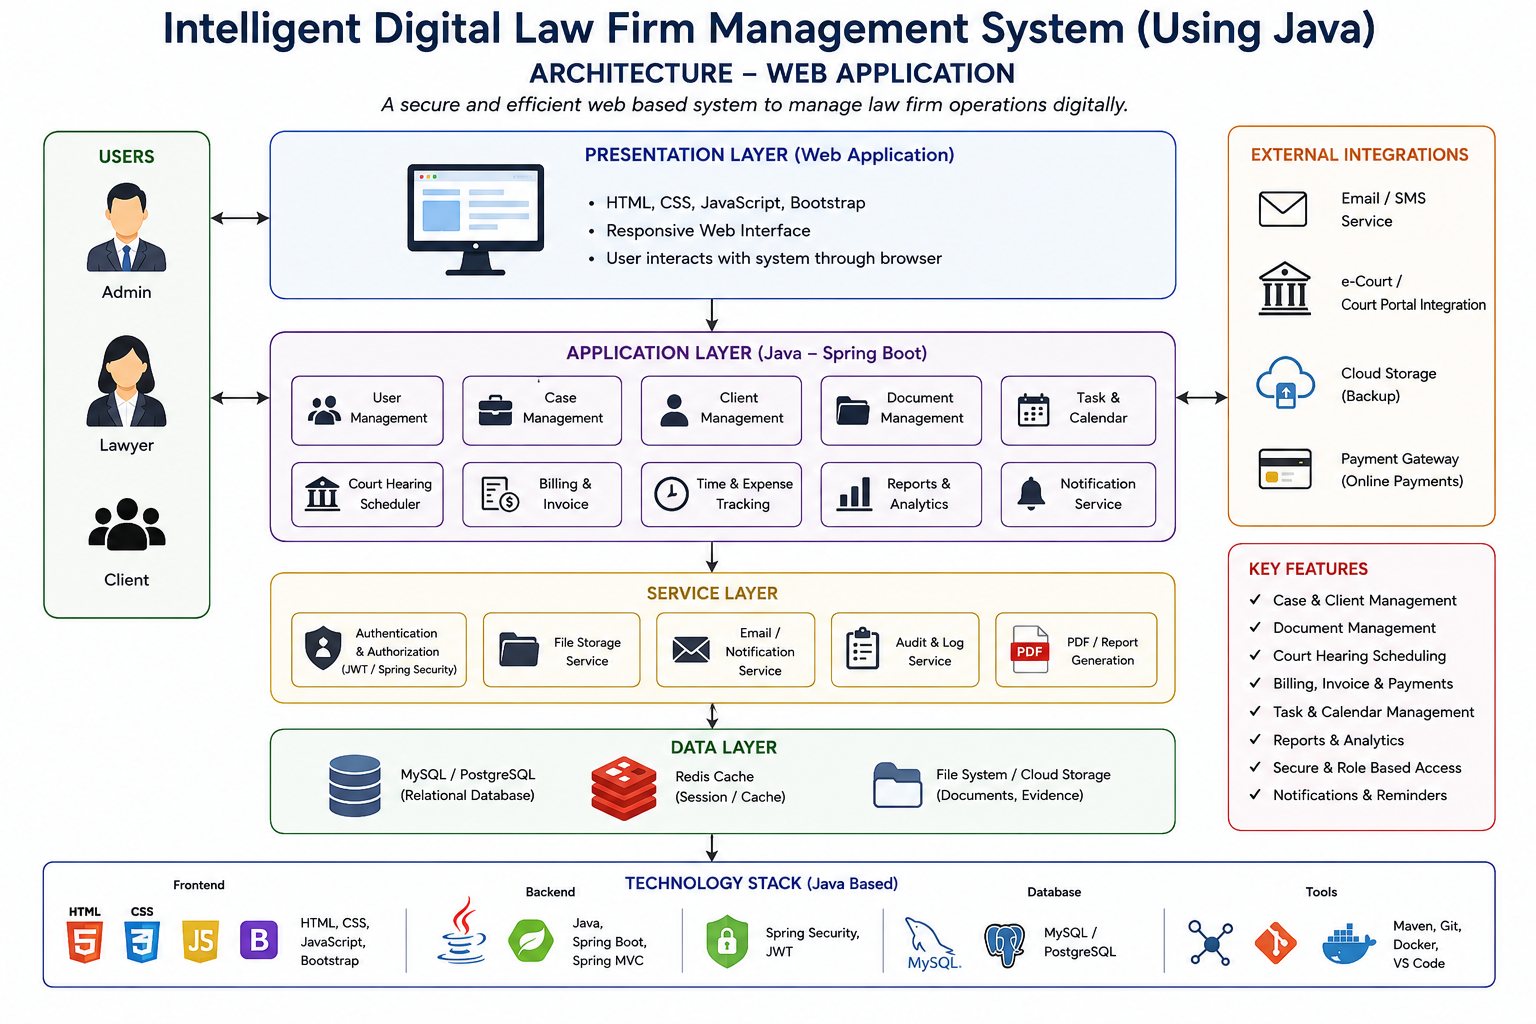 Intelligent Digital Law Firm Management System (Using Java)
ARCHITECTURE – WEB APPLICATION
A secure and efficient web based system to manage law firm operations digitally.
USERS
Admin
Lawyer
Client
PRESENTATION LAYER (Web Application)
• HTML, CSS, JavaScript, Bootstrap
• Responsive Web Interface
• User interacts with system through browser
APPLICATION LAYER (Java – Spring Boot)
User
Management
Case
Management
Client
Management
Document
Management
Task &
Calendar
Court Hearing
Scheduler
Billing &
Invoice
Time & Expense
Tracking
Reports &
Analytics
Notification
Service
SERVICE LAYER
Authentication
& Authorization
(JWT / Spring Security)
File Storage
Service
Email /
Notification
Service
Audit & Log
Service
PDF
PDF / Report
Generation
DATA LAYER
MySQL / PostgreSQL
(Relational Database)
Redis Cache
(Session / Cache)
File System / Cloud Storage
(Documents, Evidence)
EXTERNAL INTEGRATIONS
Email / SMS
Service
e-Court /
Court Portal Integration
Cloud Storage
(Backup)
Payment Gateway
(Online Payments)
KEY FEATURES
✓ Case & Client Management
✓ Document Management
✓ Court Hearing Scheduling
✓ Billing, Invoice & Payments
✓ Task & Calendar Management
✓ Reports & Analytics
✓ Secure & Role Based Access
✓ Notifications & Reminders
TECHNOLOGY STACK (Java Based)
Frontend
HTML
5
CSS
3
JS
B
HTML, CSS,
JavaScript,
Bootstrap
Backend
Java,
Spring Boot,
Spring MVC
Spring Security,
JWT
Database
MySQL.
MySQL /
PostgreSQL
Tools
Maven, Git,
Docker,
VS Code